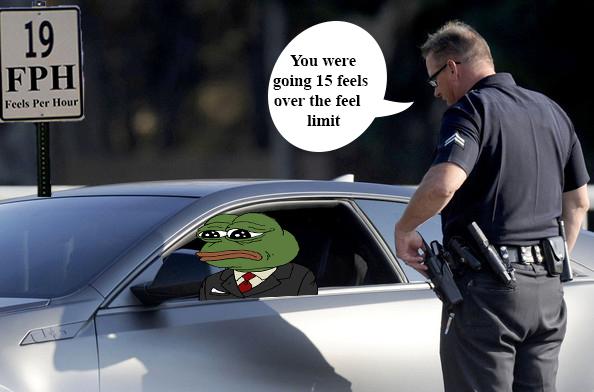 19
FPH
Feels Per Hour
You were
going 15 feels
over the feel
limit